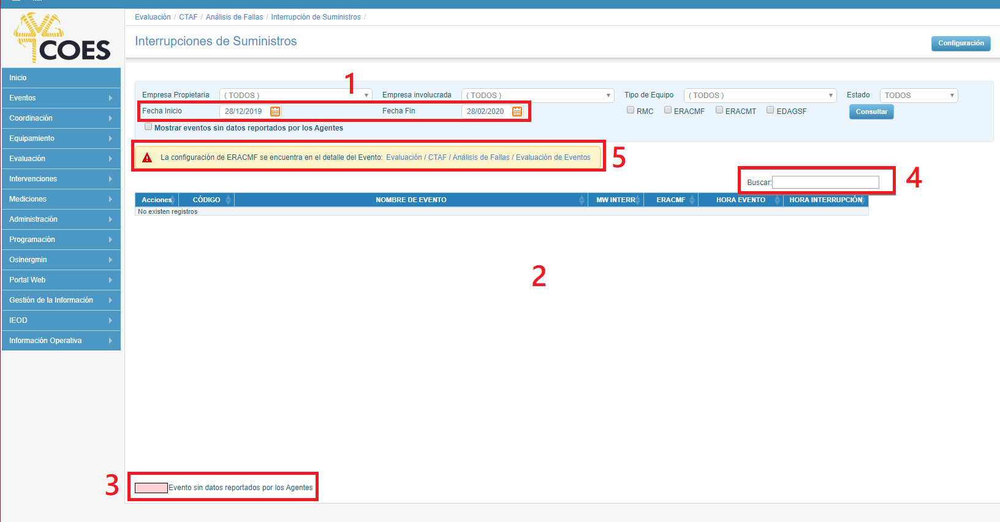 Evaluación / CTAF / Análisis de Fallas / Interrupción de Suministros /
COES
Interrupciones de Suministros
Configuración
Inicio
Eventos
Coordinación
Equipamiento
Evaluación
Intervenciones
Mediciones
Administración
Programación
Osinergmin
Portal Web
Gestión de la Información
IEOD
Información Operativa
1
Empresa Propietaria ( TODOS ) Empresa involucrada ( TODOS ) Tipo de Equipo ( TODOS ) Estado TODOS
Fecha Inicio 28/12/2019 Fecha Fin 28/02/2020 RMC ERACMF ERACMT EDAGSF Consultar
Mostrar eventos sin datos reportados por los Agentes
La configuración de ERACMF se encuentra en el detalle del Evento: Evaluación / CTAF / Análisis de Fallas / Evaluación de Eventos
5
Buscar:
4
Acciones CÓDIGO NOMBRE DE EVENTO MW INTERR ERACMF HORA EVENTO HORA INTERRUPCIÓN
No existen registros
2
3
Evento sin datos reportados por los Agentes